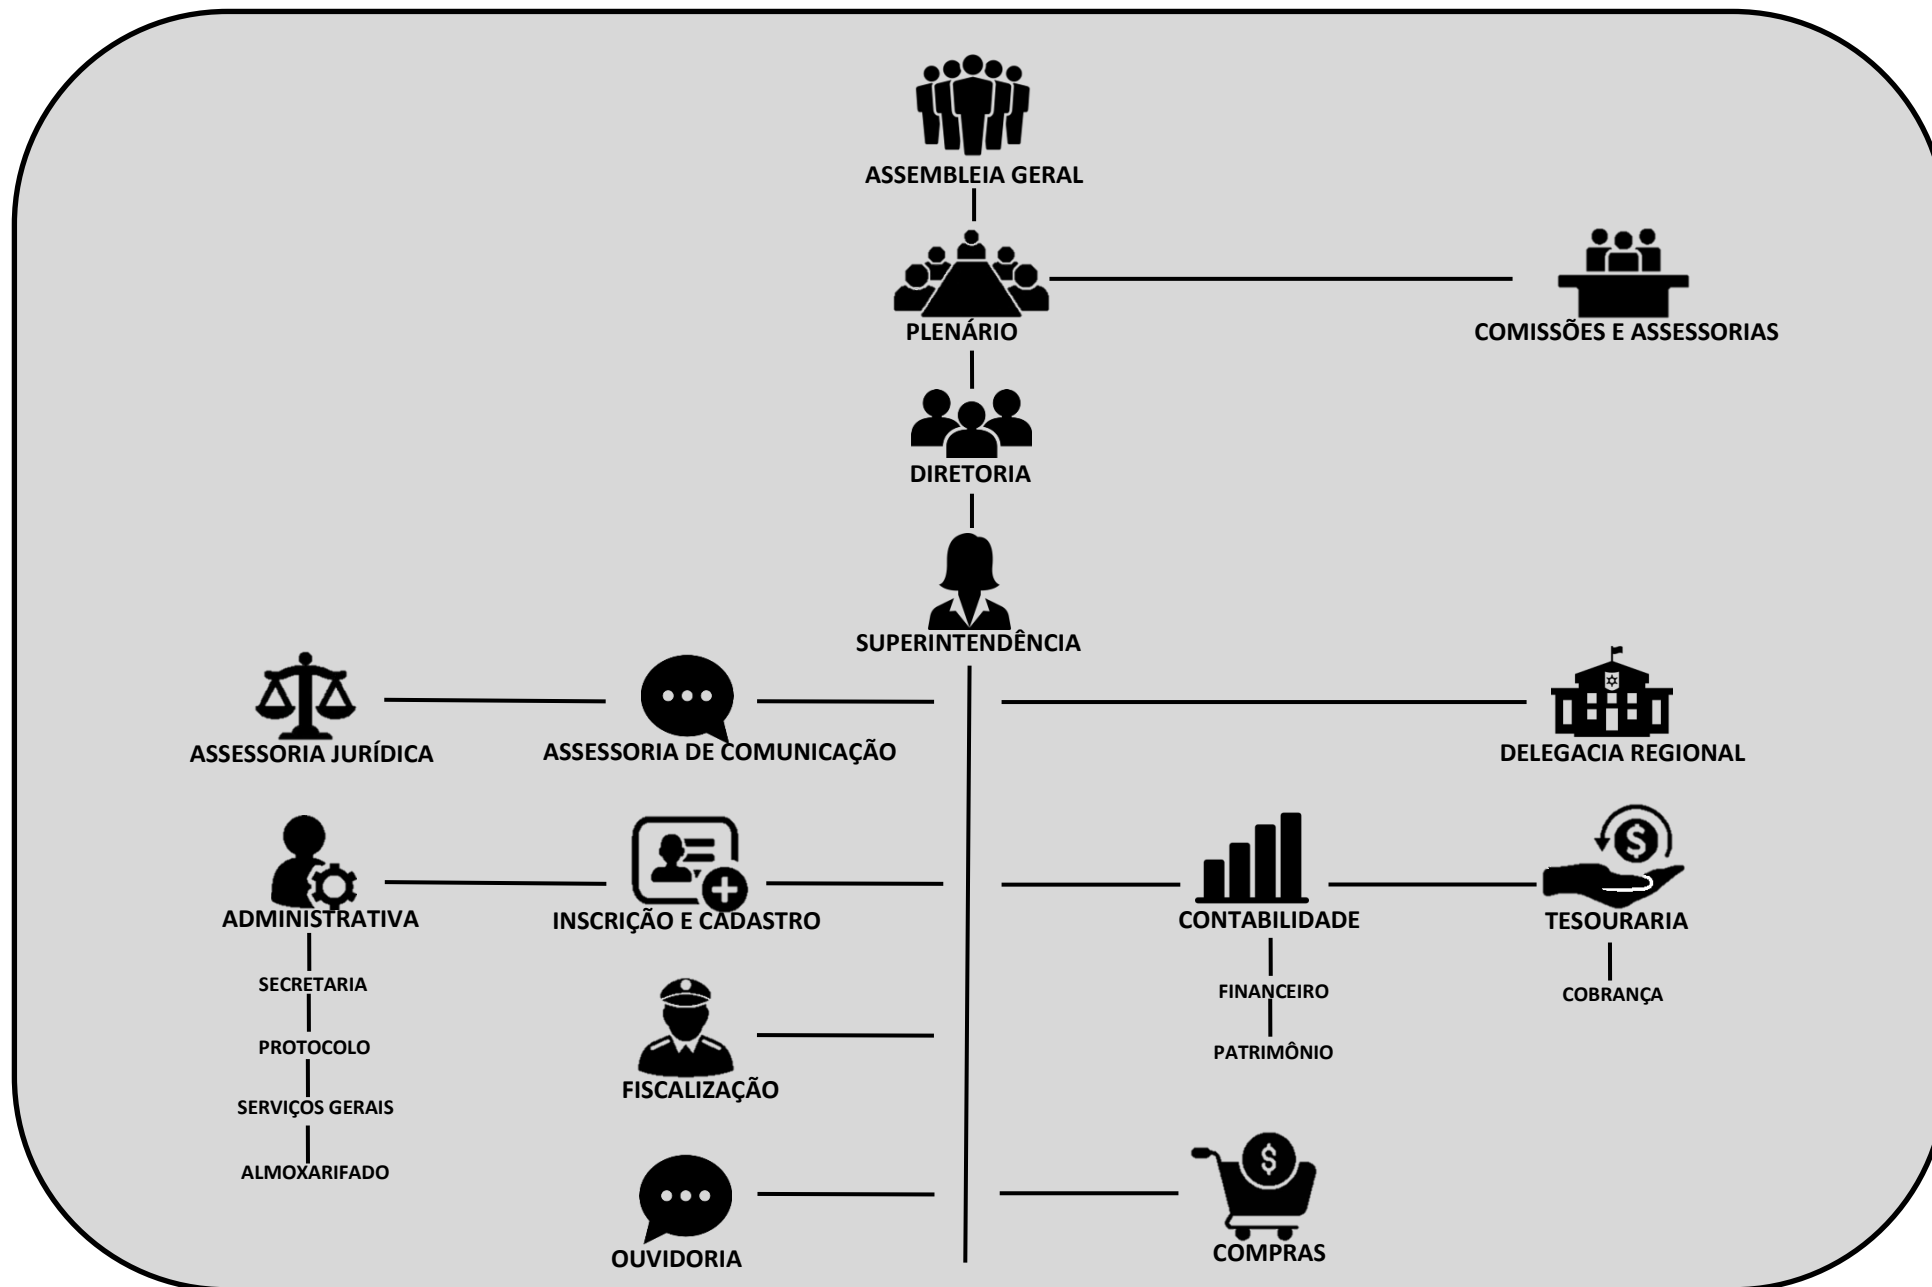 ASSEMBLEIA GERAL
PLENÁRIO
COMISSÕES E ASSESSORIAS
DIRETORIA
SUPERINTENDÊNCIA
ASSESSORIA JURÍDICA
ASSESSORIA DE COMUNICAÇÃO
DELEGACIA REGIONAL
ADMINISTRATIVA
INSCRIÇÃO E CADASTRO
CONTABILIDADE
TESOURARIA
SECRETARIA
FINANCEIRO
COBRANÇA
PROTOCOLO
PATRIMÔNIO
FISCALIZAÇÃO
SERVIÇOS GERAIS
ALMOXARIFADO
OUVIDORIA
COMPRAS